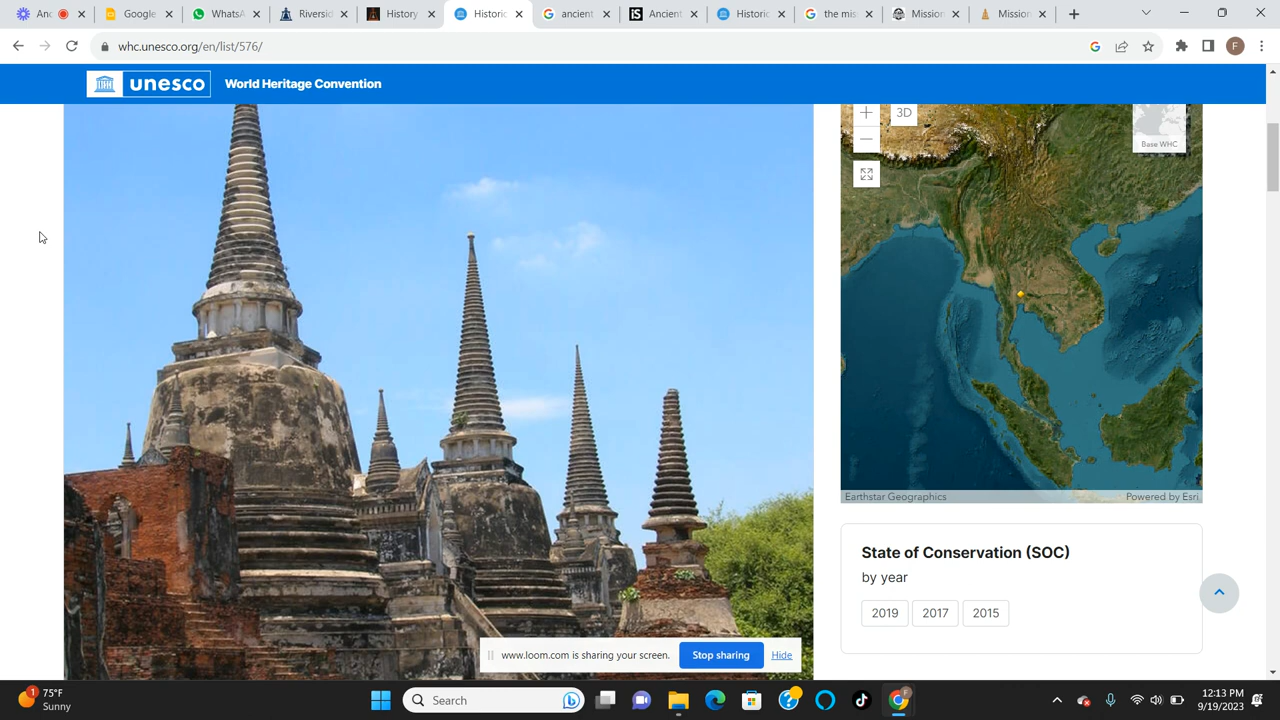 Anc
Google
WhatsA
Riversid
History
Historic
ancient
Ancient
Historic
the mis
Mission
Mission
whc.unesco.org/en/list/576/
F
unesco
World Heritage Convention
3D
Base WHC
Earthstar Geographics
Powered by Esri
State of Conservation (SOC)
by year
2019 2017 2015
www.loom.com is sharing your screen.
Stop sharing
Hide
1
75°F
Sunny
Search
F
12:13 PM
9/19/2023